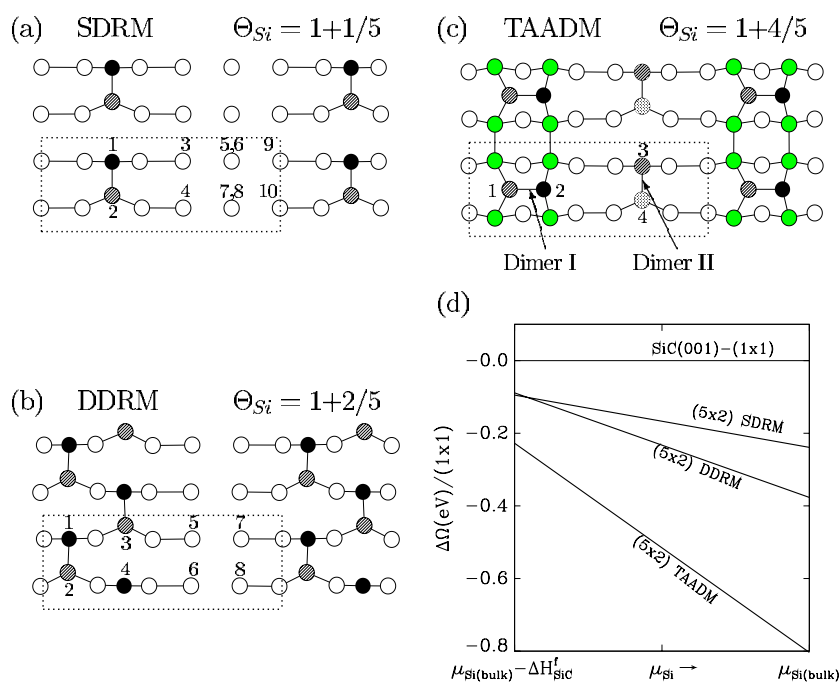 (a) SDRM Θ_Si = 1+1/5
1 3 5,6 9
4 7,8 10
2
(b) DDRM Θ_Si = 1+2/5
1 5 7
3
4 6 8
2
(c) TAADM Θ_Si = 1+4/5
3
1 2
4
Dimer I Dimer II
(d)
SiC(001)−(1x1)
(5x2) SDRM
(5x2) DDRM
(5x2) TAADM
ΔΩ(eV)/(1x1)
−0.0
−0.2
−0.4
−0.6
−0.8
μ_Si(bulk)−ΔH^f_SiC μ_Si → μ_Si(bulk)